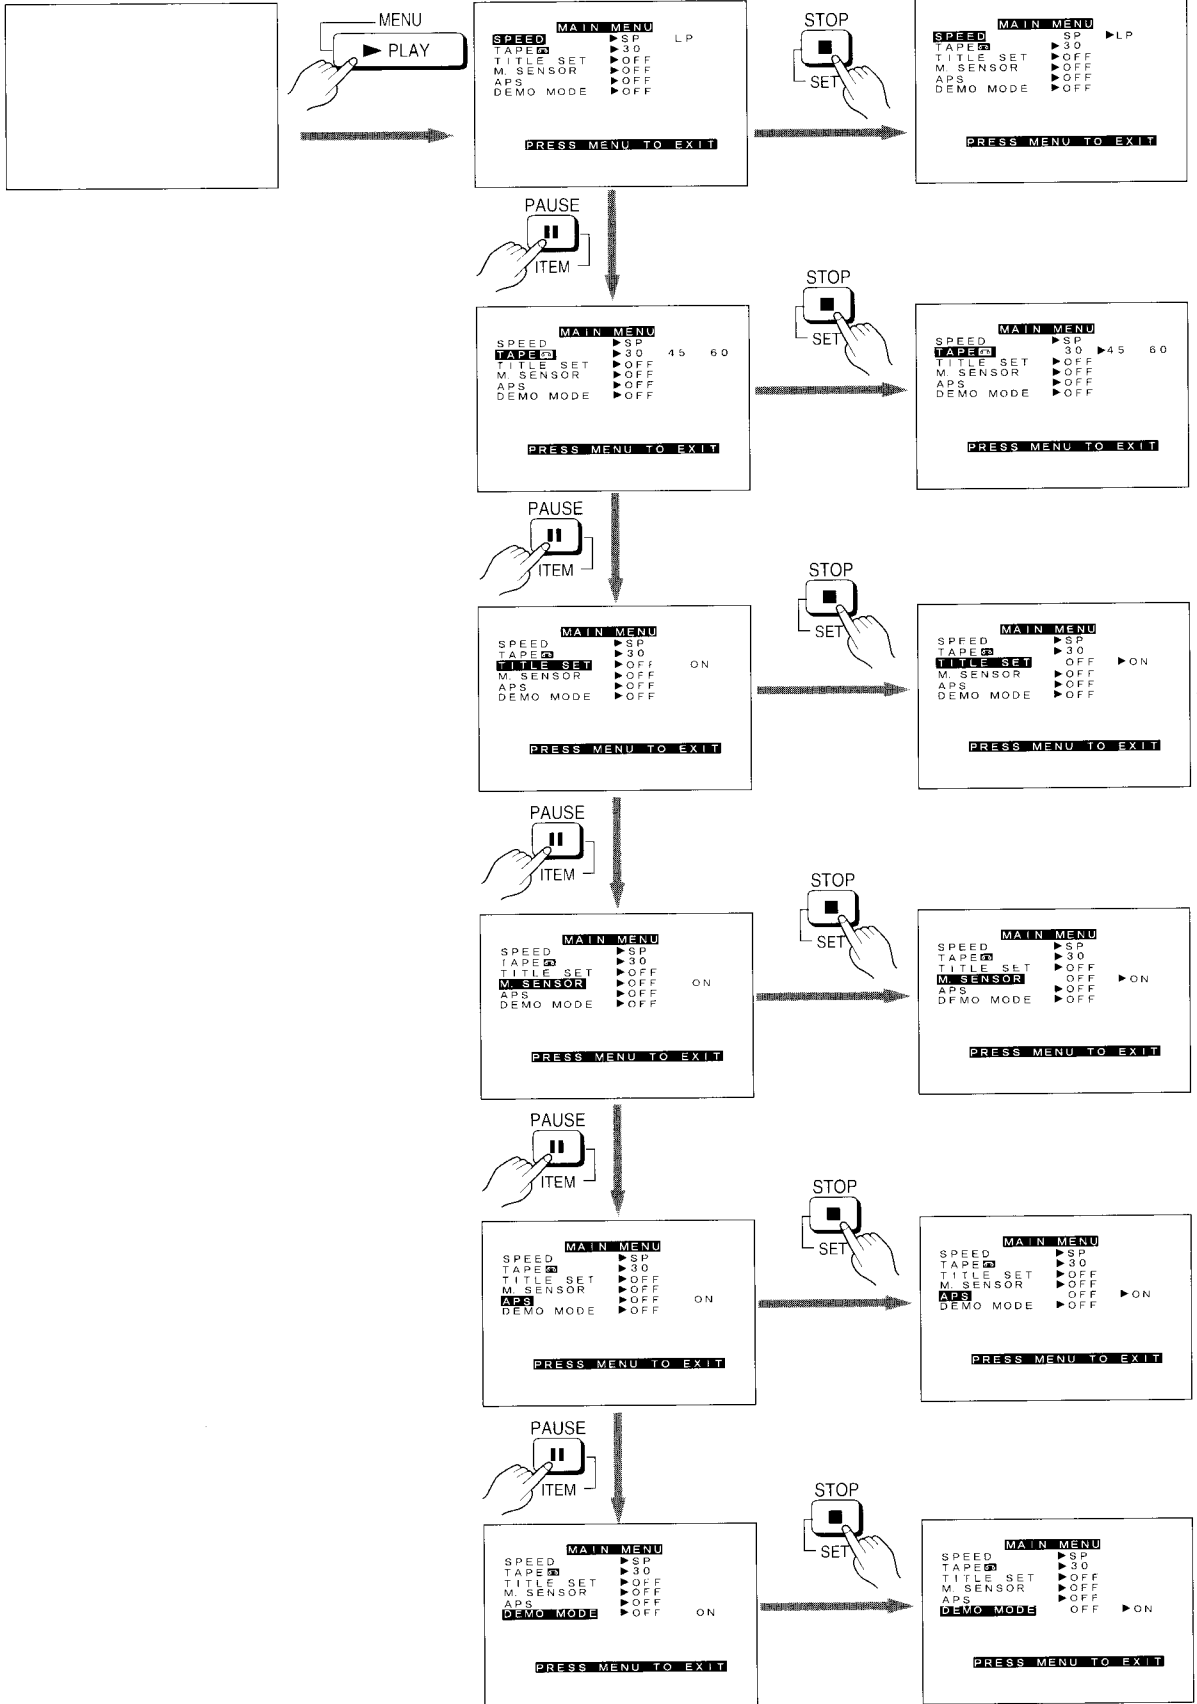 MENU
▶ PLAY
MAIN MENU
SPEED ▶SP LP
TAPE ▶30
TITLE SET ▶OFF
M. SENSOR ▶OFF
APS ▶OFF
DEMO MODE ▶OFF
PRESS MENU TO EXIT
STOP
SET
MAIN MENU
SPEED SP ▶LP
TAPE ▶30
TITLE SET ▶OFF
M. SENSOR ▶OFF
APS ▶OFF
DEMO MODE ▶OFF
PRESS MENU TO EXIT
PAUSE
ITEM
MAIN MENU
SPEED ▶SP
TAPE ▶30 45 60
TITLE SET ▶OFF
M. SENSOR ▶OFF
APS ▶OFF
DEMO MODE ▶OFF
PRESS MENU TO EXIT
STOP
SET
MAIN MENU
SPEED ▶SP
TAPE 30 ▶45 60
TITLE SET ▶OFF
M. SENSOR ▶OFF
APS ▶OFF
DEMO MODE ▶OFF
PRESS MENU TO EXIT
PAUSE
ITEM
MAIN MENU
SPEED ▶SP
TAPE ▶30
TITLE SET ▶OFF ON
M. SENSOR ▶OFF
APS ▶OFF
DEMO MODE ▶OFF
PRESS MENU TO EXIT
STOP
SET
MAIN MENU
SPEED ▶SP
TAPE ▶30
TITLE SET OFF ▶ON
M. SENSOR ▶OFF
APS ▶OFF
DEMO MODE ▶OFF
PRESS MENU TO EXIT
PAUSE
ITEM
MAIN MENU
SPEED ▶SP
TAPE ▶30
TITLE SET ▶OFF
M. SENSOR ▶OFF ON
APS ▶OFF
DEMO MODE ▶OFF
PRESS MENU TO EXIT
STOP
SET
MAIN MENU
SPEED ▶SP
TAPE ▶30
TITLE SET ▶OFF
M. SENSOR OFF ▶ON
APS ▶OFF
DEMO MODE ▶OFF
PRESS MENU TO EXIT
PAUSE
ITEM
MAIN MENU
SPEED ▶SP
TAPE ▶30
TITLE SET ▶OFF
M. SENSOR ▶OFF
APS ▶OFF ON
DEMO MODE ▶OFF
PRESS MENU TO EXIT
STOP
SET
MAIN MENU
SPEED ▶SP
TAPE ▶30
TITLE SET ▶OFF
M. SENSOR ▶OFF
APS OFF ▶ON
DEMO MODE ▶OFF
PRESS MENU TO EXIT
PAUSE
ITEM
MAIN MENU
SPEED ▶SP
TAPE ▶30
TITLE SET ▶OFF
M. SENSOR ▶OFF
APS ▶OFF
DEMO MODE ▶OFF ON
PRESS MENU TO EXIT
STOP
SET
MAIN MENU
SPEED ▶SP
TAPE ▶30
TITLE SET ▶OFF
M. SENSOR ▶OFF
APS ▶OFF
DEMO MODE OFF ▶ON
PRESS MENU TO EXIT